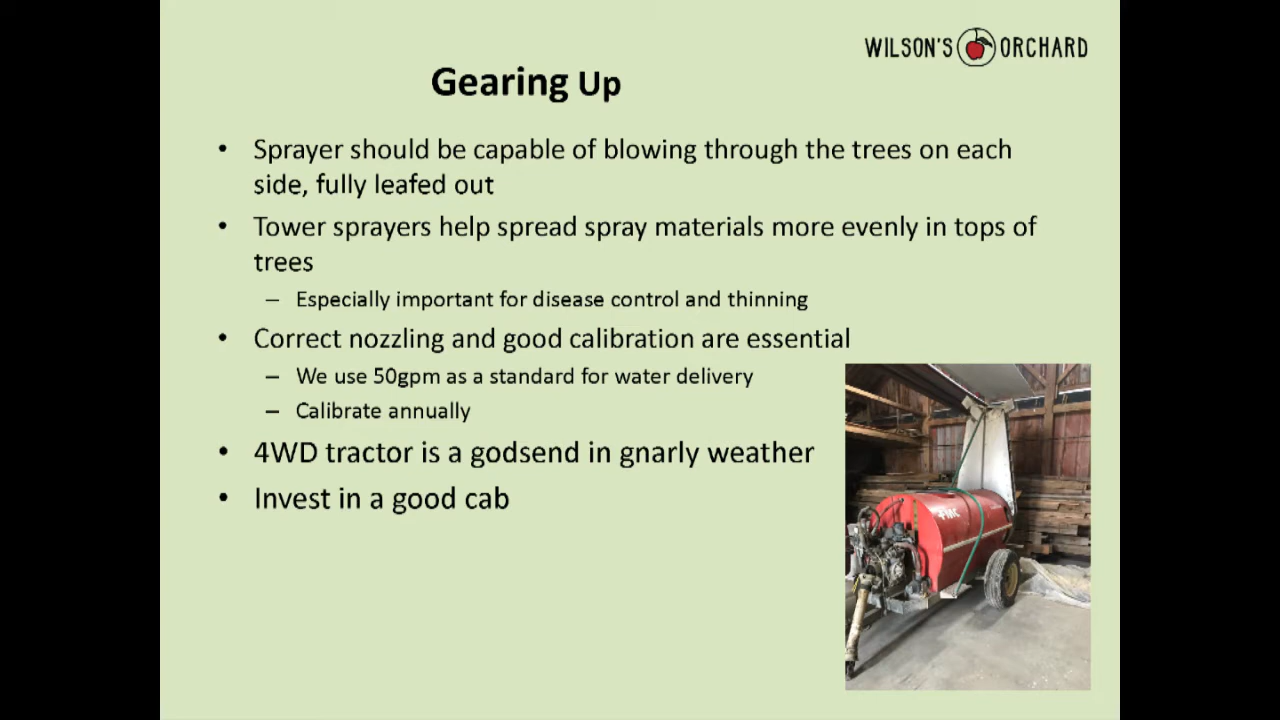 WILSON'S ORCHARD
Gearing Up
• Sprayer should be capable of blowing through the trees on each
side, fully leafed out
• Tower sprayers help spread spray materials more evenly in tops of
trees
– Especially important for disease control and thinning
• Correct nozzling and good calibration are essential
– We use 50gpm as a standard for water delivery
– Calibrate annually
• 4WD tractor is a godsend in gnarly weather
• Invest in a good cab
FMC